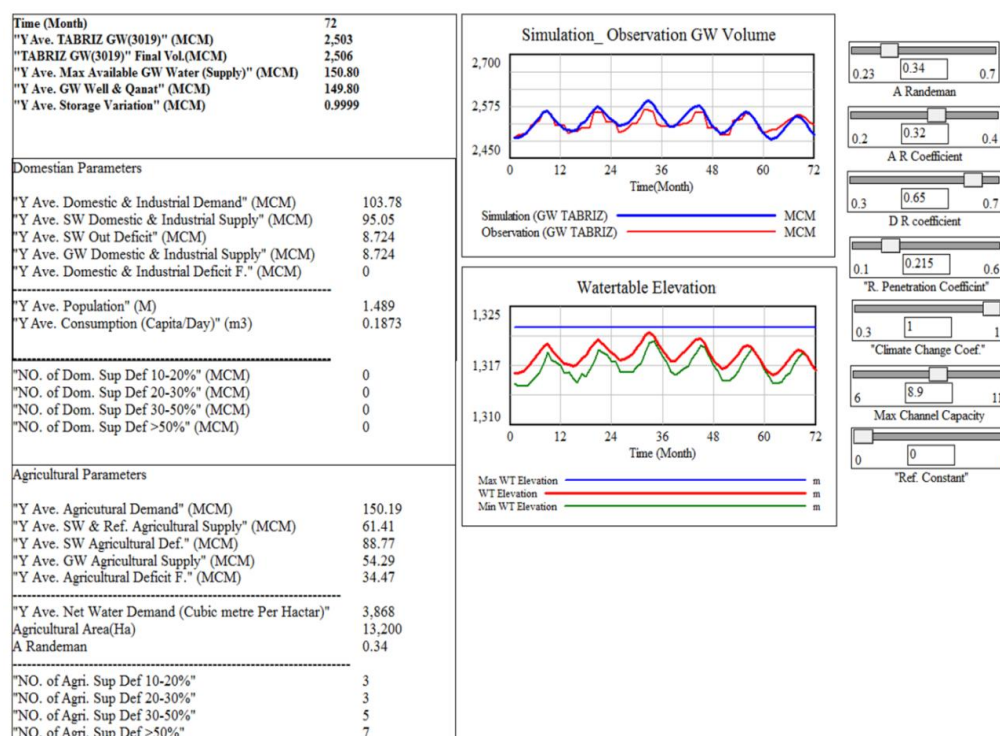 Time (Month) 72
"Y Ave. TABRIZ GW(3019)" (MCM) 2,503
"TABRIZ GW(3019)" Final Vol.(MCM) 2,506
"Y Ave. Max Available GW Water (Supply)" (MCM) 150.80
"Y Ave. GW Well & Qanat" (MCM) 149.80
"Y Ave. Storage Variation" (MCM) 0.9999
Domestian Parameters
"Y Ave. Domestic & Industrial Demand" (MCM) 103.78
"Y Ave. SW Domestic & Industrial Supply" (MCM) 95.05
"Y Ave. SW Out Deficit" (MCM) 8.724
"Y Ave. GW Domestic & Industrial Supply" (MCM) 8.724
"Y Ave. Domestic & Industrial Deficit F." (MCM) 0
"Y Ave. Population" (M) 1.489
"Y Ave. Consumption (Capita/Day)" (m3) 0.1873
"NO. of Dom. Sup Def 10-20%" (MCM) 0
"NO. of Dom. Sup Def 20-30%" (MCM) 0
"NO. of Dom. Sup Def 30-50%" (MCM) 0
"NO. of Dom. Sup Def >50%" (MCM) 0
Agricultural Parameters
"Y Ave. Agricutural Demand" (MCM) 150.19
"Y Ave. SW & Ref. Agricultural Supply" (MCM) 61.41
"Y Ave. SW Agricultural Def." (MCM) 88.77
"Y Ave. GW Agricultural Supply" (MCM) 54.29
"Y Ave. Agricultural Deficit F." (MCM) 34.47
"Y Ave. Net Water Demand (Cubic metre Per Hactar)" 3,868
Agricultural Area(Ha) 13,200
A Randeman 0.34
"NO. of Agri. Sup Def 10-20%" 3
"NO. of Agri. Sup Def 20-30%" 3
"NO. of Agri. Sup Def 30-50%" 5
"NO. of Agri. Sup Def >50%" 7
Simulation_ Observation GW Volume
2,700
2,575
2,450
0 12 24 36 48 60 72
Time(Month)
Simulation (GW TABRIZ) MCM
Observation (GW TABRIZ) MCM
Watertable Elevation
1,325
1,317
1,310
0 12 24 36 48 60 72
Time (Month)
Max WT Elevation m
WT Elevation m
Min WT Elevation m
0.23 0.34 0.7
A Randeman
0.2 0.32 0.4
A R Coefficient
0.3 0.65 0.7
D R coefficient
0.1 0.215 0.6
"R. Penetration Coefficint"
0.3 1 1
"Climate Change Coef."
6 8.9 11
Max Channel Capacity
0 0
"Ref. Constant"